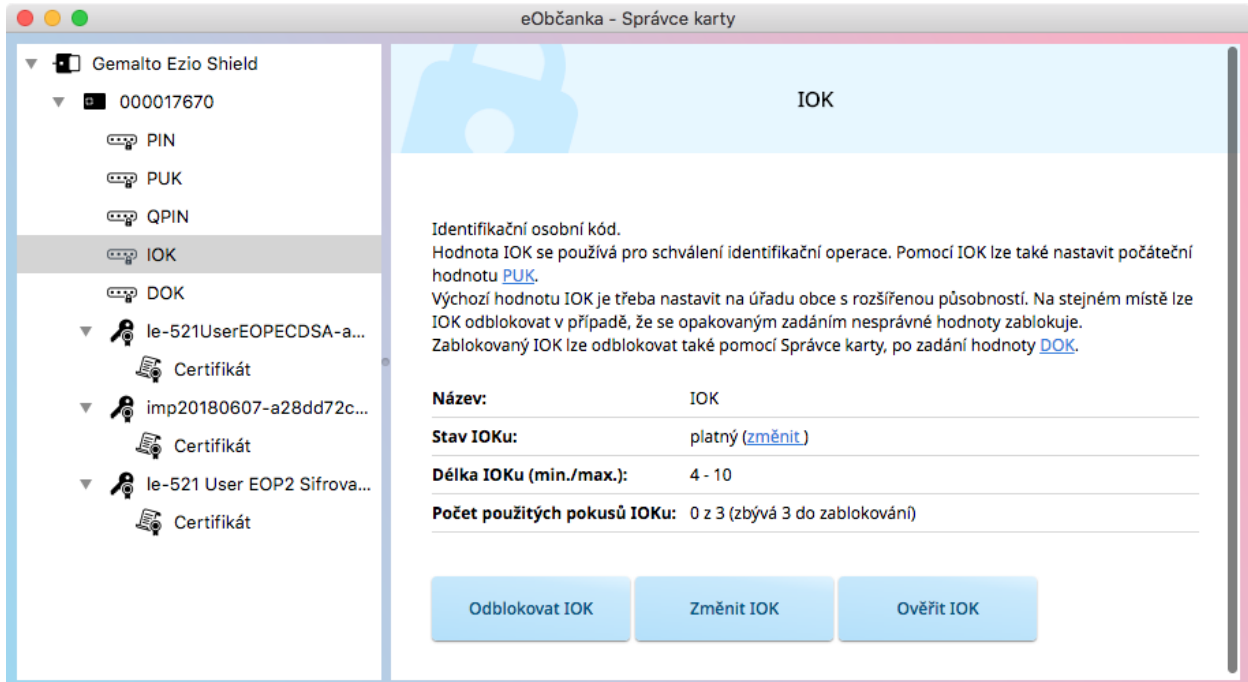 eObčanka - Správce karty
Gemalto Ezio Shield
000017670
PIN
PUK
QPIN
IOK
DOK
le-521UserEOPECDSA-a...
Certifikát
imp20180607-a28dd72c...
Certifikát
le-521 User EOP2 Sifrova...
Certifikát
IOK
Identifikační osobní kód.
Hodnota IOK se používá pro schválení identifikační operace. Pomocí IOK lze také nastavit počáteční
hodnotu PUK.
Výchozí hodnotu IOK je třeba nastavit na úřadu obce s rozšířenou působností. Na stejném místě lze
IOK odblokovat v případě, že se opakovaným zadáním nesprávné hodnoty zablokuje.
Zablokovaný IOK lze odblokovat také pomocí Správce karty, po zadání hodnoty DOK.
Název: IOK
Stav IOKu: platný (změnit )
Délka IOKu (min./max.): 4 - 10
Počet použitých pokusů IOKu: 0 z 3 (zbývá 3 do zablokování)
Odblokovat IOK Změnit IOK Ověřit IOK